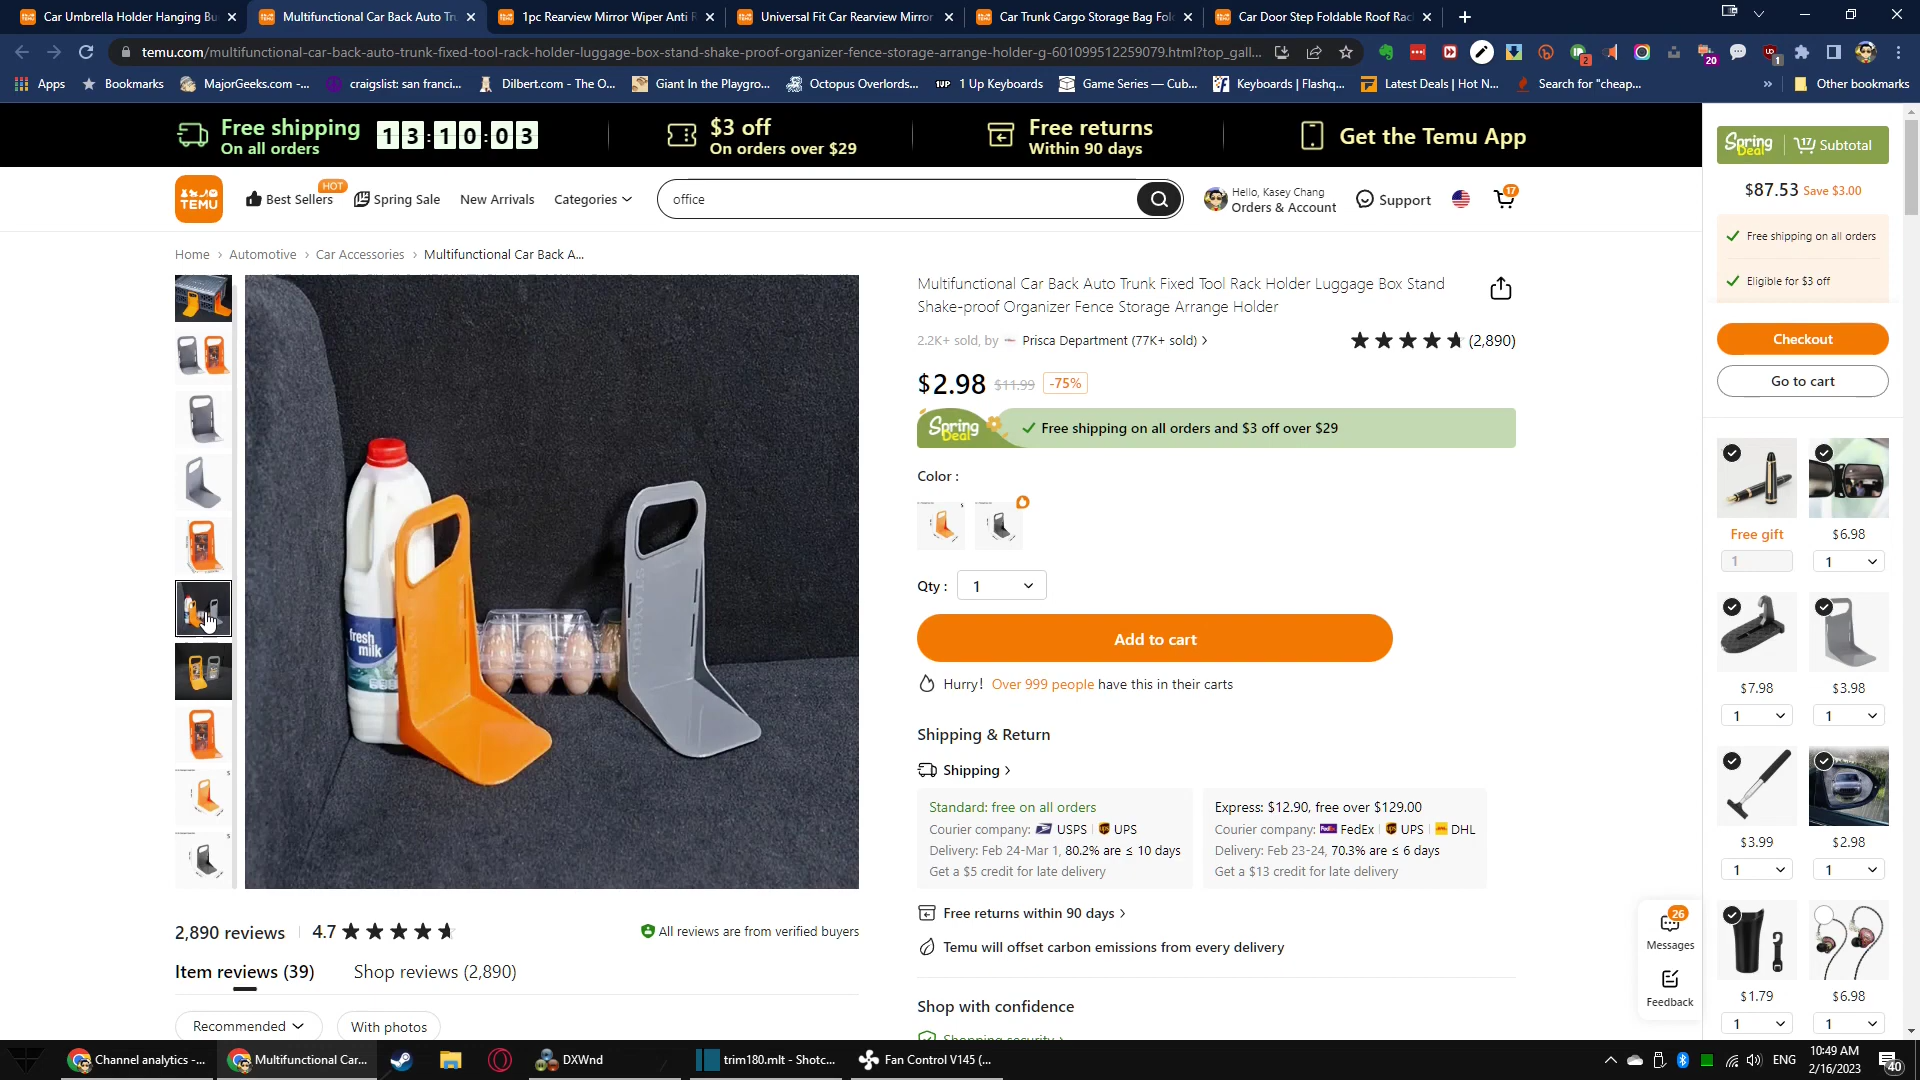 Car Umbrella Holder Hanging Bu
Multifunctional Car Back Auto Tru
1pc Rearview Mirror Wiper Anti R
Universal Fit Car Rearview Mirror
Car Trunk Cargo Storage Bag Fol
Car Door Step Foldable Roof Rac
temu.com/multifunctional-car-back-auto-trunk-fixed-tool-rack-holder-luggage-box-stand-shake-proof-organizer-fence-storage-arrange-holder-g-601099512259079.html?top_gall...
2
20
1
Apps
Bookmarks
MajorGeeks.com -...
craigslist: san franci...
Dilbert.com - The O...
Giant In the Playgro...
Octopus Overlords...
1UP 1 Up Keyboards
Game Series — Cub...
Keyboards | Flashq...
Latest Deals | Hot N...
Search for "cheap...
»
Other bookmarks
Free shipping
On all orders
13:10:03
$3 off
On orders over $29
Free returns
Within 90 days
Get the Temu App
TEMU
Best Sellers
HOT
Spring Sale
New Arrivals
Categories
office
Hello, Kasey Chang
Orders & Account
Support
17
Home › Automotive › Car Accessories › Multifunctional Car Back A...
fresh
milk
Multifunctional Car Back Auto Trunk Fixed Tool Rack Holder Luggage Box Stand
Shake-proof Organizer Fence Storage Arrange Holder
2.2K+ sold, by Prisca Department (77K+ sold) ›
(2,890)
$2.98 $11.99 -75%
Spring
Deal
Free shipping on all orders and $3 off over $29
Color :
Qty : 1
Add to cart
Hurry! Over 999 people have this in their carts
Shipping & Return
Shipping ›
Standard: free on all orders
Courier company: USPS | UPS
Delivery: Feb 24-Mar 1, 80.2% are ≤ 10 days
Get a $5 credit for late delivery
Express: $12.90, free over $129.00
Courier company: FedEx | UPS | DHL
Delivery: Feb 23-24, 70.3% are ≤ 6 days
Get a $13 credit for late delivery
Free returns within 90 days ›
Temu will offset carbon emissions from every delivery
Shop with confidence
Shopping security ›
2,890 reviews
4.7
All reviews are from verified buyers
Item reviews (39)
Shop reviews (2,890)
Recommended
With photos
Spring
Deal
17
Subtotal
$87.53 Save $3.00
Free shipping on all orders
Eligible for $3 off
Checkout
Go to cart
Free gift
$6.98
1
1
$7.98
$3.98
1
1
$3.99
$2.98
1
1
$1.79
$6.98
1
1
26
Messages
Feedback
Channel analytics -...
Multifunctional Car...
DXWnd
trim180.mlt - Shotc...
Fan Control V145 (...
ENG
10:49 AM
2/16/2023
40